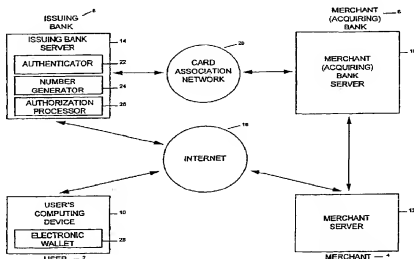 ISSUING BANK
8
ISSUING BANK SERVER
14
AUTHENTICATOR
22
NUMBER GENERATOR
24
AUTHORIZATION PROCESSOR
26
CARD ASSOCIATION NETWORK
20
MERCHANT (ACQUIRING) BANK
6
MERCHANT (ACQUIRING) BANK SERVER
INTERNET
18
USER'S COMPUTING DEVICE
10
ELECTRONIC WALLET
28
USER
2
MERCHANT SERVER
12
MERCHANT
4